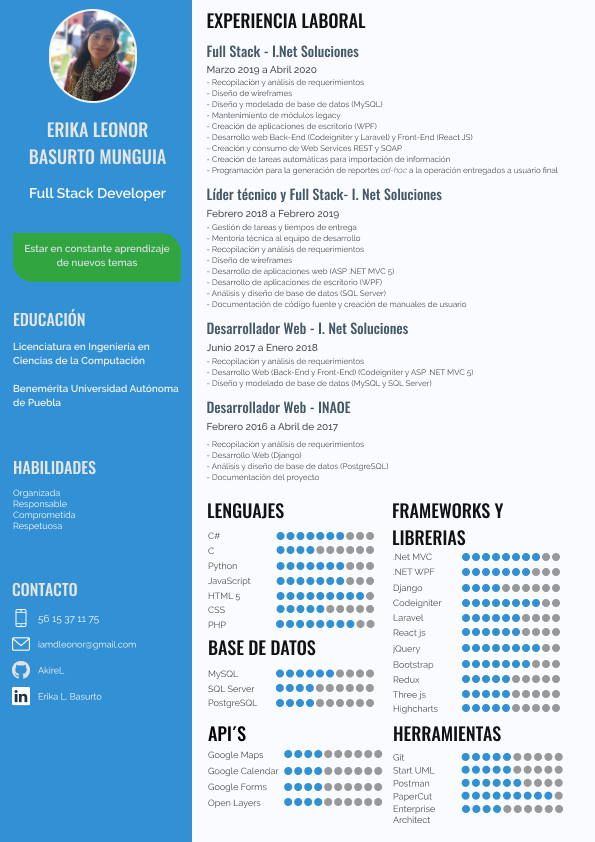 ERIKA LEONOR
BASURTO MUNGUIA
Full Stack Developer
Estar en constante aprendizaje
de nuevos temas
EDUCACIÓN
Licenciatura en Ingeniería en
Ciencias de la Computación
Benemérita Universidad Autónoma
de Puebla
HABILIDADES
Organizada
Responsable
Comprometida
Respetuosa
CONTACTO
56 15 37 11 75
iamdleonor@gmail.com
AkireL
in
Erika L. Basurto
EXPERIENCIA LABORAL
Full Stack - I.Net Soluciones
Marzo 2019 a Abril 2020
- Recopilación y análisis de requerimientos
- Diseño de wireframes
- Diseño y modelado de base de datos (MySQL)
- Mantenimiento de módulos legacy
- Creación de aplicaciones de escritorio (WPF)
- Desarrollo web Back-End (Codeigniter y Laravel) y Front-End (React JS)
- Creación y consumo de Web Services REST y SOAP
- Creación de tareas automáticas para importación de información
- Programación para la generación de reportes ad-hoc a la operación entregados a usuario final
Líder técnico y Full Stack- I. Net Soluciones
Febrero 2018 a Febrero 2019
- Gestión de tareas y tiempos de entrega
- Mentoría técnica al equipo de desarrollo
- Recopilación y análisis de requerimientos
- Diseño de wireframes
- Desarrollo de aplicaciones web (ASP .NET MVC 5)
- Desarrollo de aplicaciones de escritorio (WPF)
- Análisis y diseño de base de datos (SQL Server)
- Documentación de código fuente y creación de manuales de usuario
Desarrollador Web - I. Net Soluciones
Junio 2017 a Enero 2018
- Recopilación y análisis de requerimientos
- Desarrollo Web (Back-End y Front-End) (Codeigniter y ASP .NET MVC 5)
- Diseño y modelado de base de datos (MySQL y SQL Server)
Desarrollador Web - INAOE
Febrero 2016 a Abril de 2017
- Recopilación y análisis de requerimientos
- Desarrollo Web (Django)
- Análisis y diseño de base de datos (PostgreSQL)
- Documentación del proyecto
LENGUAJES
C#
C
Python
JavaScript
HTML 5
CSS
PHP
BASE DE DATOS
MySQL
SQL Server
PostgreSQL
API´S
Google Maps
Google Calendar
Google Forms
Open Layers
FRAMEWORKS Y
LIBRERIAS
.Net MVC
.NET WPF
Django
Codeigniter
Laravel
React js
jQuery
Bootstrap
Redux
Three js
Highcharts
HERRAMIENTAS
Git
Start UML
Postman
PaperCut
Enterprise
Architect